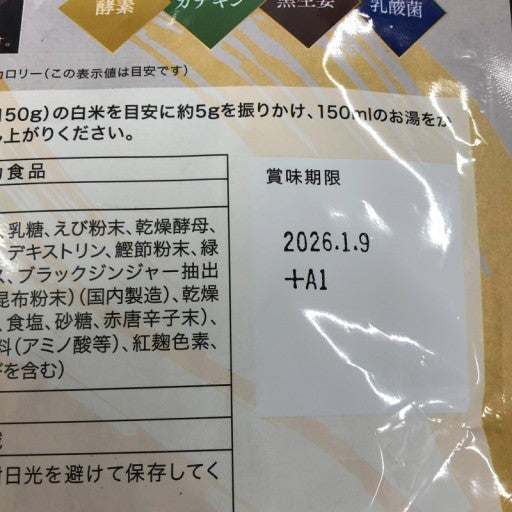 酵素
カテキン
黒生姜
乳酸菌
す。
カロリー(この表示値は目安です)
50g)の白米を目安に約5gを振りかけ、150mlのお湯をか
上がりください。
食品
賞味期限
2026.1.9
+A1
、乳糖、えび粉末、乾燥酵母、
デキストリン、鰹節粉末、緑
ブラックジンジャー抽出
昆布粉末)(国内製造)、乾燥
、食塩、砂糖、赤唐辛子末)、
料(アミノ酸等)、紅麹色素、
を含む)
日光を避けて保存してく